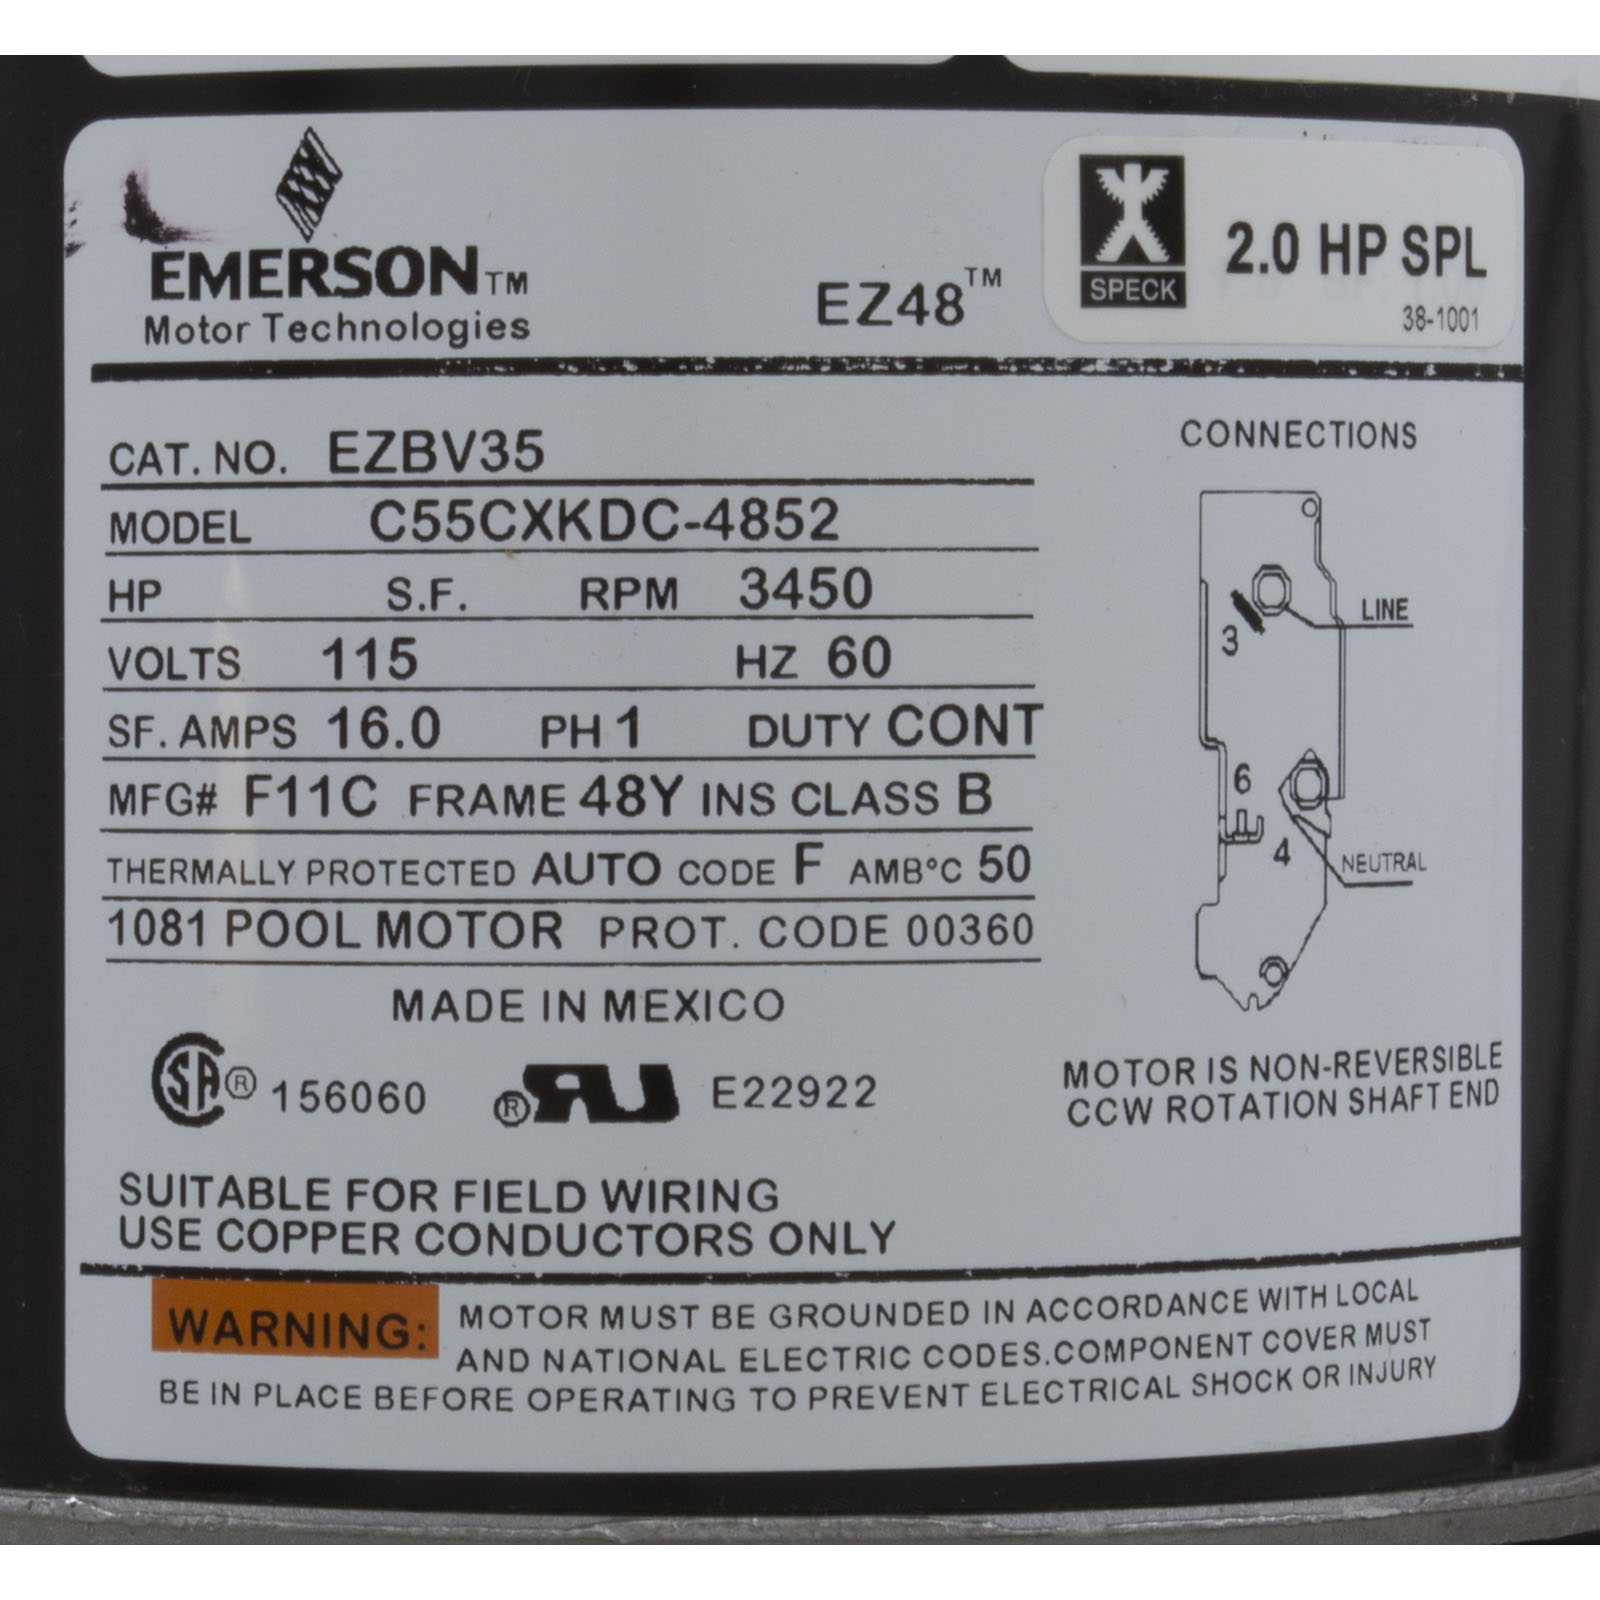 EMERSON™
Motor Technologies
EZ48™
SPECK
2.0 HP SPL
38-1001
CAT. NO. EZBV35
MODEL C55CXKDC-4852
HP S.F. RPM 3450
VOLTS 115 HZ 60
SF. AMPS 16.0 PH 1 DUTY CONT
MFG# F11C FRAME 48Y INS CLASS B
THERMALLY PROTECTED AUTO CODE F AMB°C 50
1081 POOL MOTOR PROT. CODE 00360
MADE IN MEXICO
SA® 156060 ®RU E22922
CONNECTIONS
LINE
3
6
4
NEUTRAL
MOTOR IS NON-REVERSIBLE
CCW ROTATION SHAFT END
SUITABLE FOR FIELD WIRING
USE COPPER CONDUCTORS ONLY
WARNING: MOTOR MUST BE GROUNDED IN ACCORDANCE WITH LOCAL
AND NATIONAL ELECTRIC CODES.COMPONENT COVER MUST
BE IN PLACE BEFORE OPERATING TO PREVENT ELECTRICAL SHOCK OR INJURY